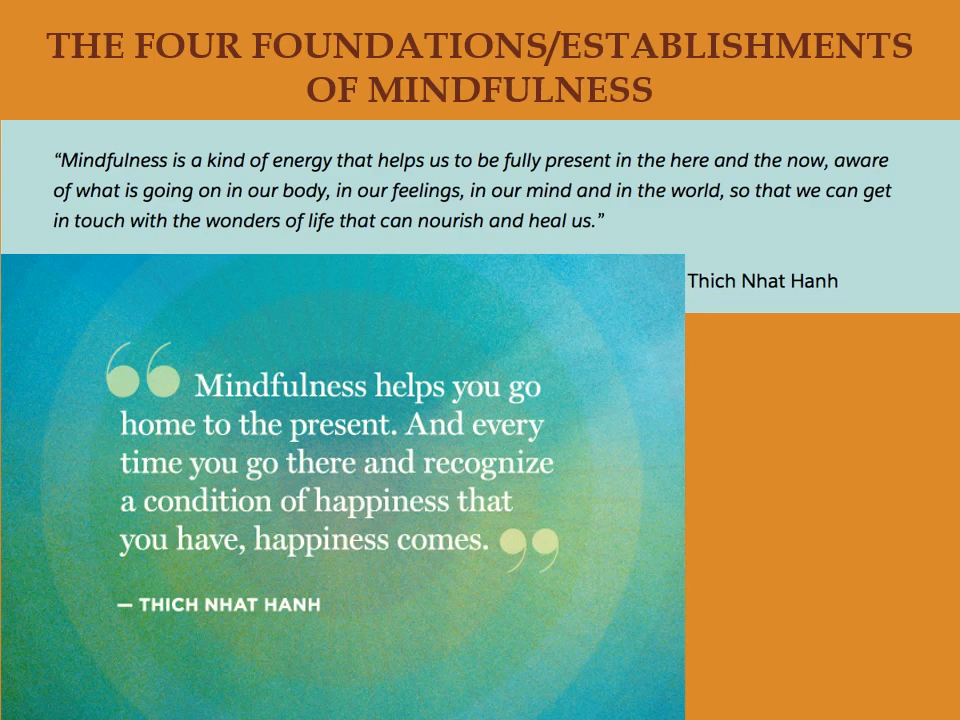 THE FOUR FOUNDATIONS/ESTABLISHMENTS
OF MINDFULNESS
“Mindfulness is a kind of energy that helps us to be fully present in the here and the now, aware
of what is going on in our body, in our feelings, in our mind and in the world, so that we can get
in touch with the wonders of life that can nourish and heal us.”
Thich Nhat Hanh
“ Mindfulness helps you go
home to the present. And every
time you go there and recognize
a condition of happiness that
you have, happiness comes. ”
— THICH NHAT HANH